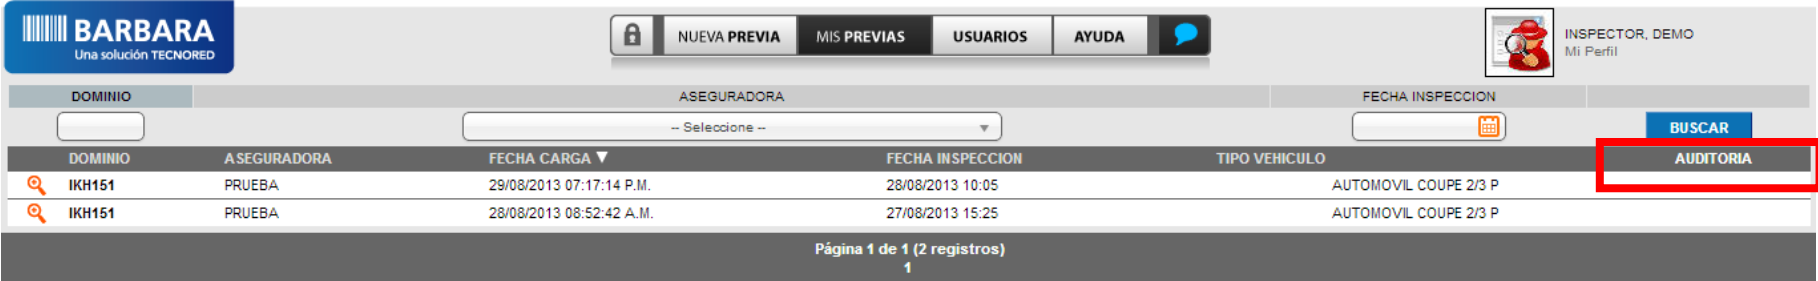 BARBARA
Una solución TECNORED
NUEVA PREVIA MIS PREVIAS USUARIOS AYUDA
INSPECTOR, DEMO
Mi Perfil
DOMINIO ASEGURADORA FECHA INSPECCION
-- Seleccione -- BUSCAR
DOMINIO ASEGURADORA FECHA CARGA ▼ FECHA INSPECCION TIPO VEHICULO AUDITORIA
IKH151 PRUEBA 29/08/2013 07:17:14 P.M. 28/08/2013 10:05 AUTOMOVIL COUPE 2/3 P
IKH151 PRUEBA 28/08/2013 08:52:42 A.M. 27/08/2013 15:25 AUTOMOVIL COUPE 2/3 P
Página 1 de 1 (2 registros)
1